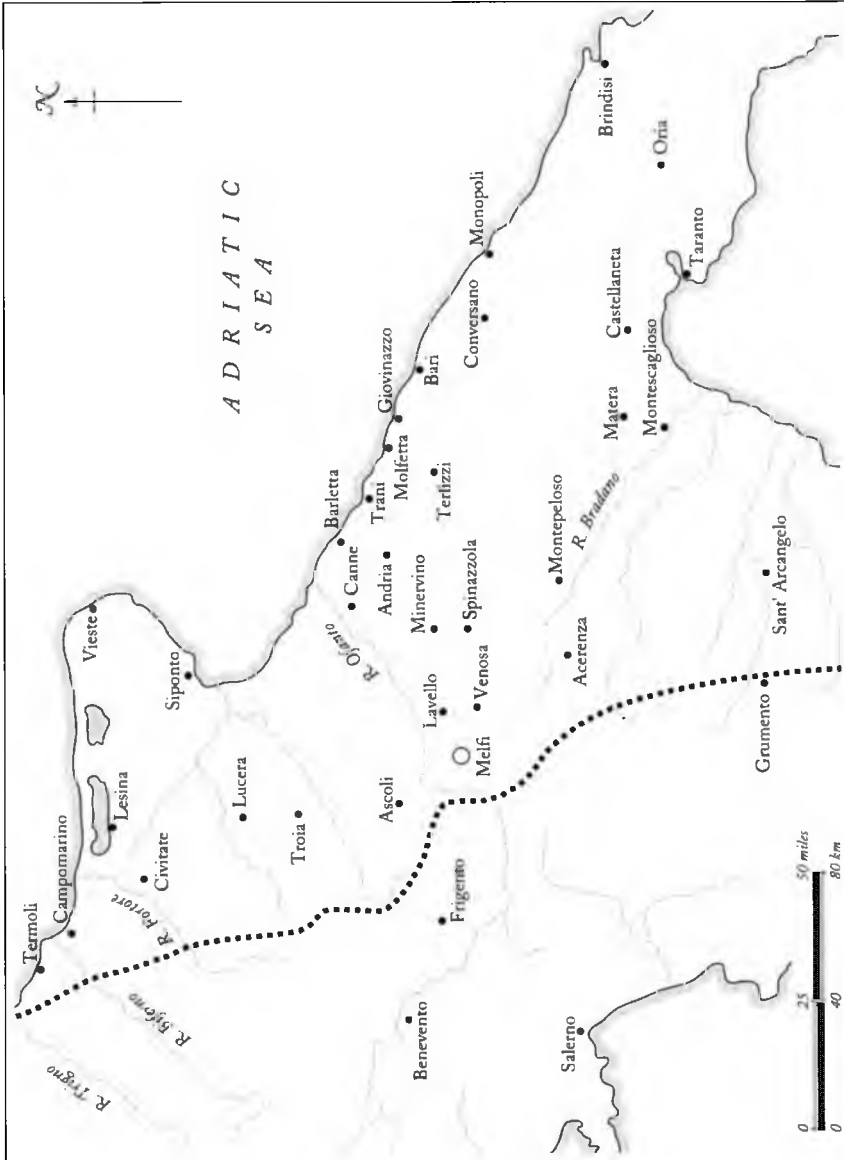 N
ADRIATIC
SEA
Termoli
Campomarino
Lesina
Vieste
Civitate
R. Fortore
R. Biferno
R. Trigno
Siponto
Lucera
Troia
Ascoli
Barletta
Canne
Trani
Andria
Molfetta
Giovinazzo
Bari
R. Ofanto
Minervino
Terlizzi
Spinazzola
Lavello
Venosa
Melfi
Conversano
Monopoli
Brindisi
Oria
Taranto
Castellaneta
Matera
Montescaglioso
Montepeloso
R. Bradano
Acerenza
Frigento
Benevento
Salerno
Grumento
Sant' Arcangelo
0 25 50 miles
0 40 80 km